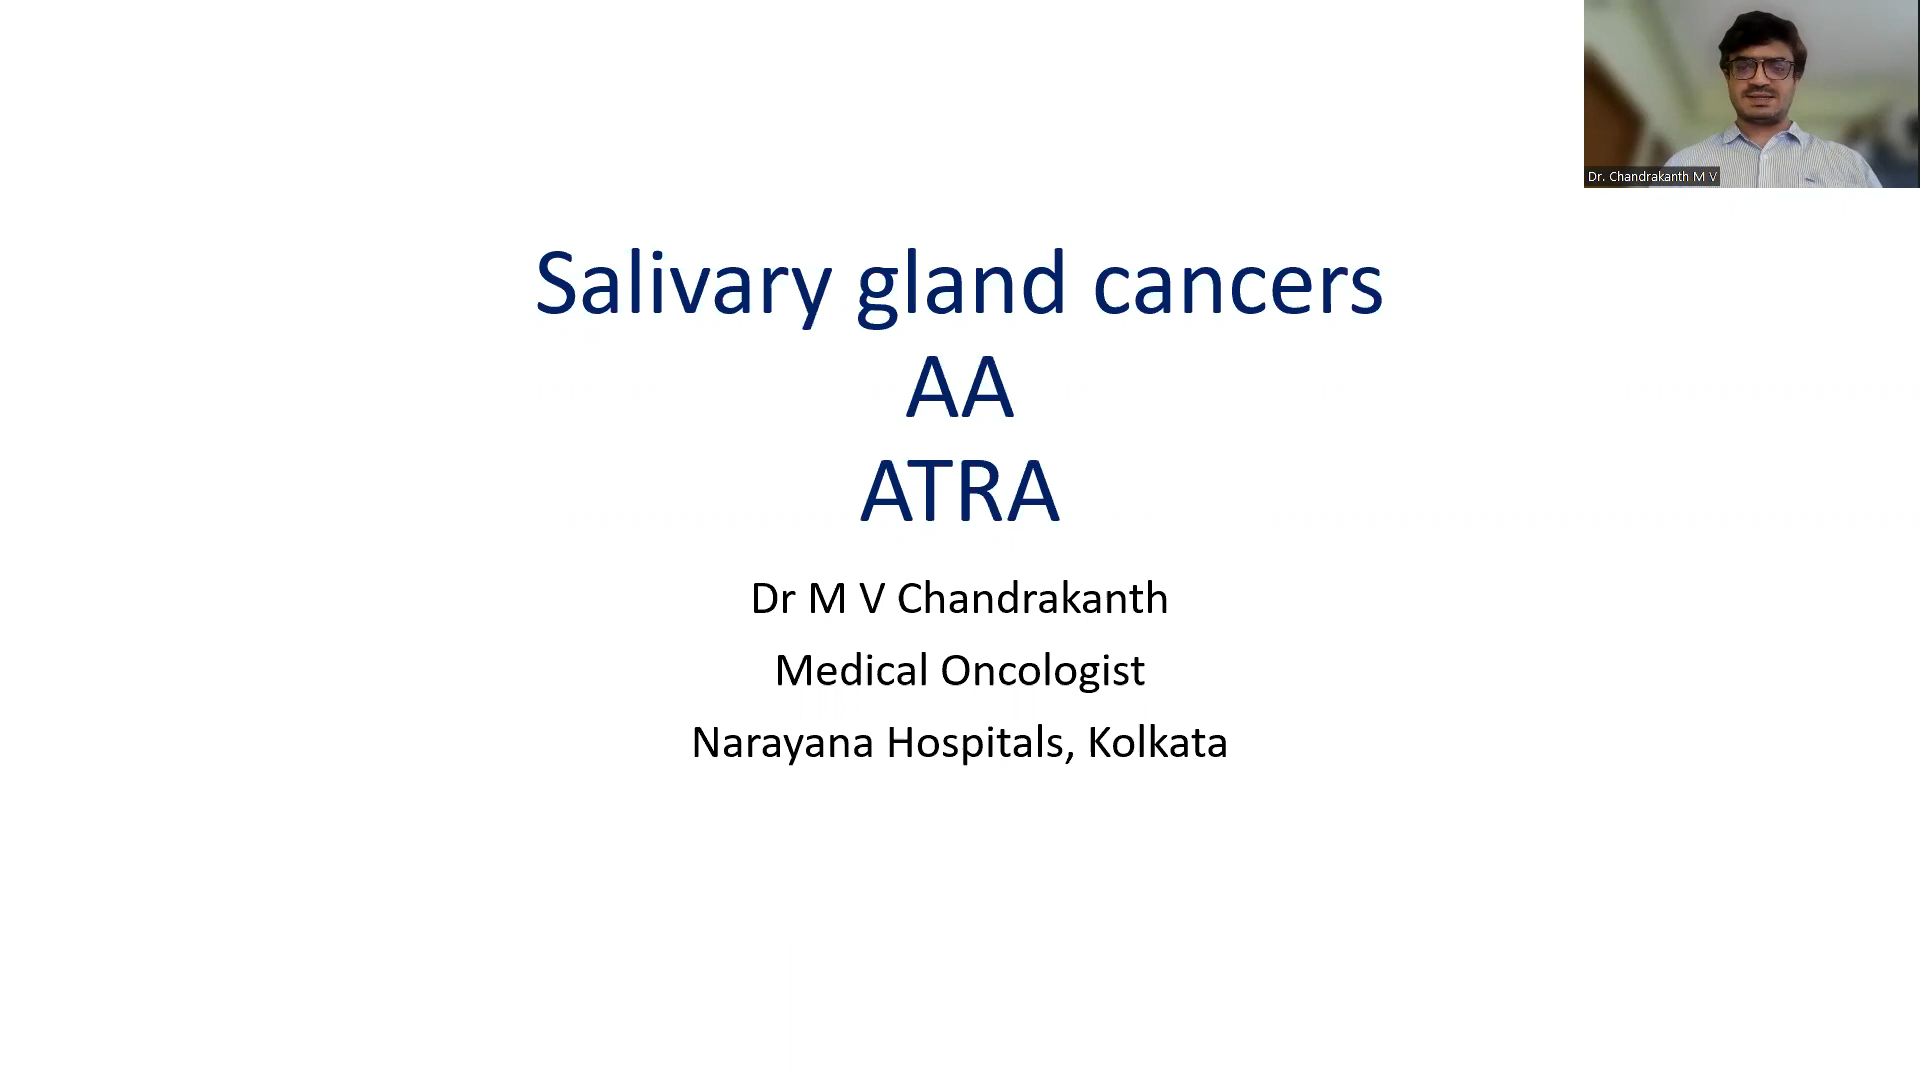 Dr. Chandrakanth M V
Salivary gland cancers
AA
ATRA
Dr M V Chandrakanth
Medical Oncologist
Narayana Hospitals, Kolkata